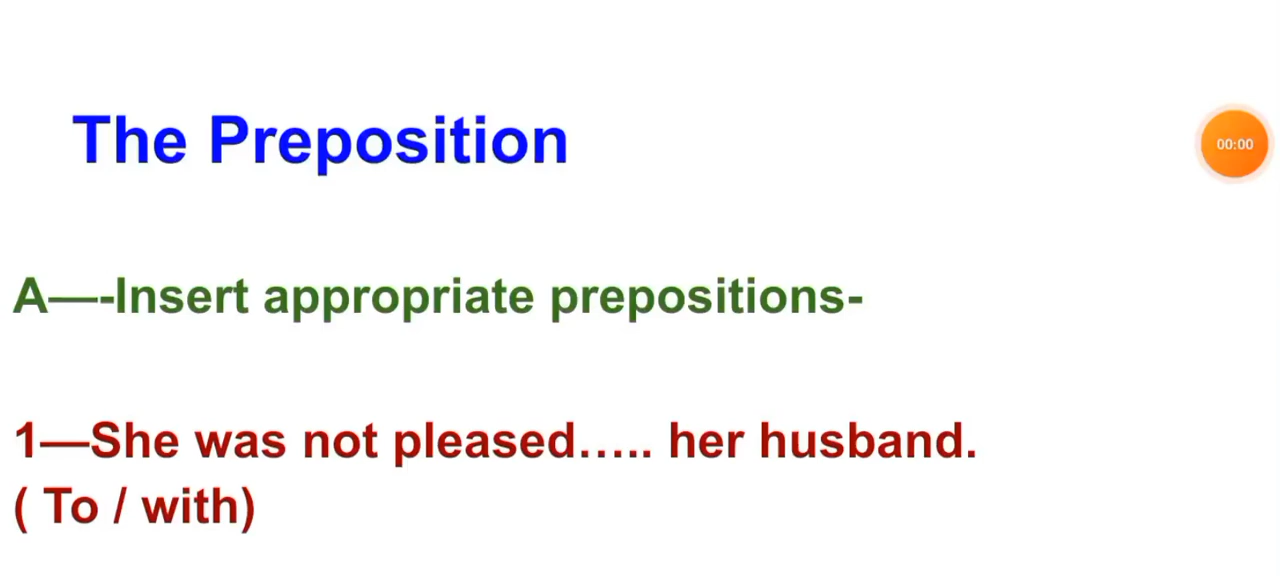 The Preposition
00:00
A—-Insert appropriate prepositions-
1—She was not pleased….. her husband.
( To / with)